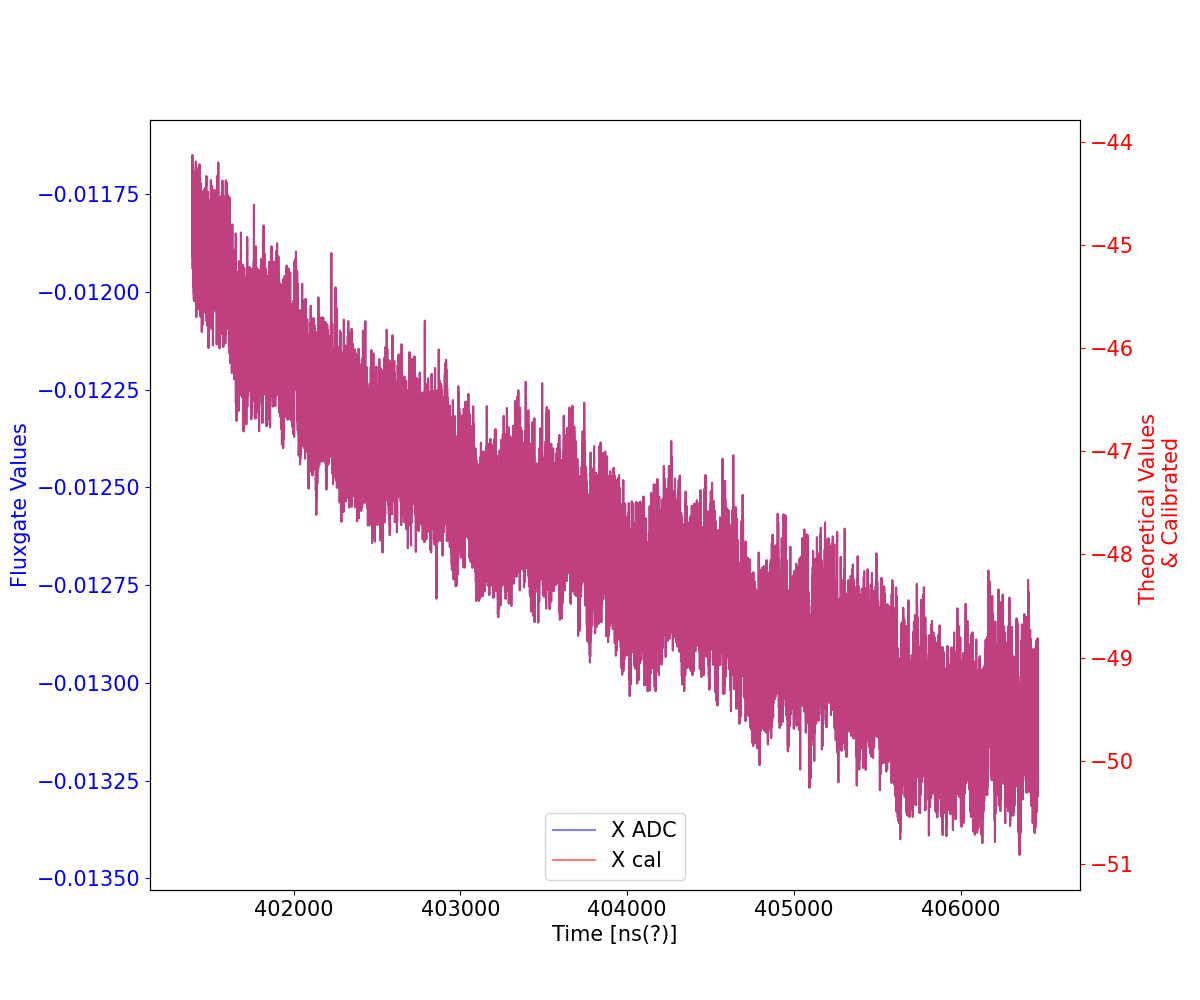 Fluxgate Values
−0.01175
−0.01200
−0.01225
−0.01250
−0.01275
−0.01300
−0.01325
−0.01350
−44
−45
−46
−47
−48
−49
−50
−51
Theoretical Values
& Calibrated
X ADC
X cal
402000 403000 404000 405000 406000
Time [ns(?)]